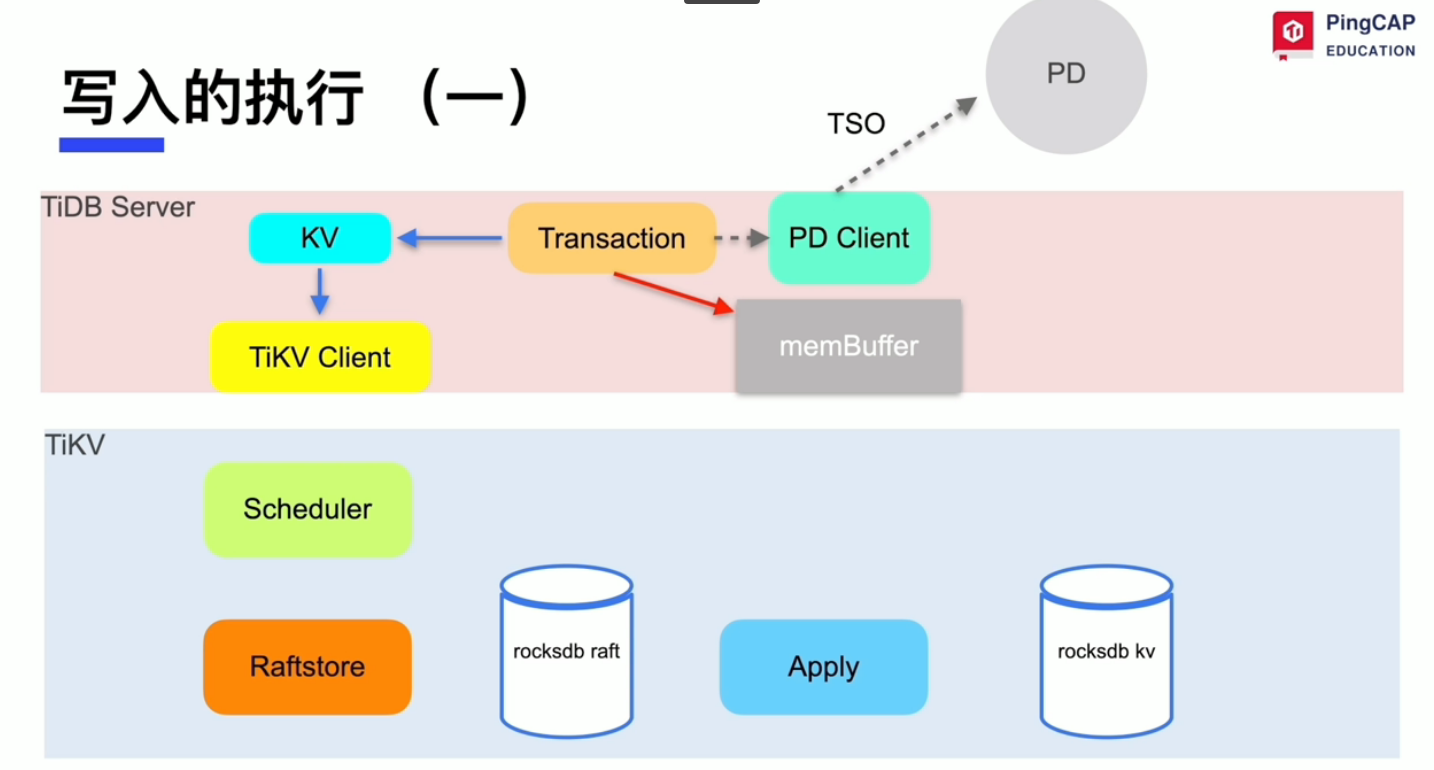 PingCAP
EDUCATION
写入的执行 （一）
PD
TSO
TiDB Server
KV
Transaction
PD Client
TiKV Client
memBuffer
TiKV
Scheduler
Raftstore
rocksdb raft
Apply
rocksdb kv